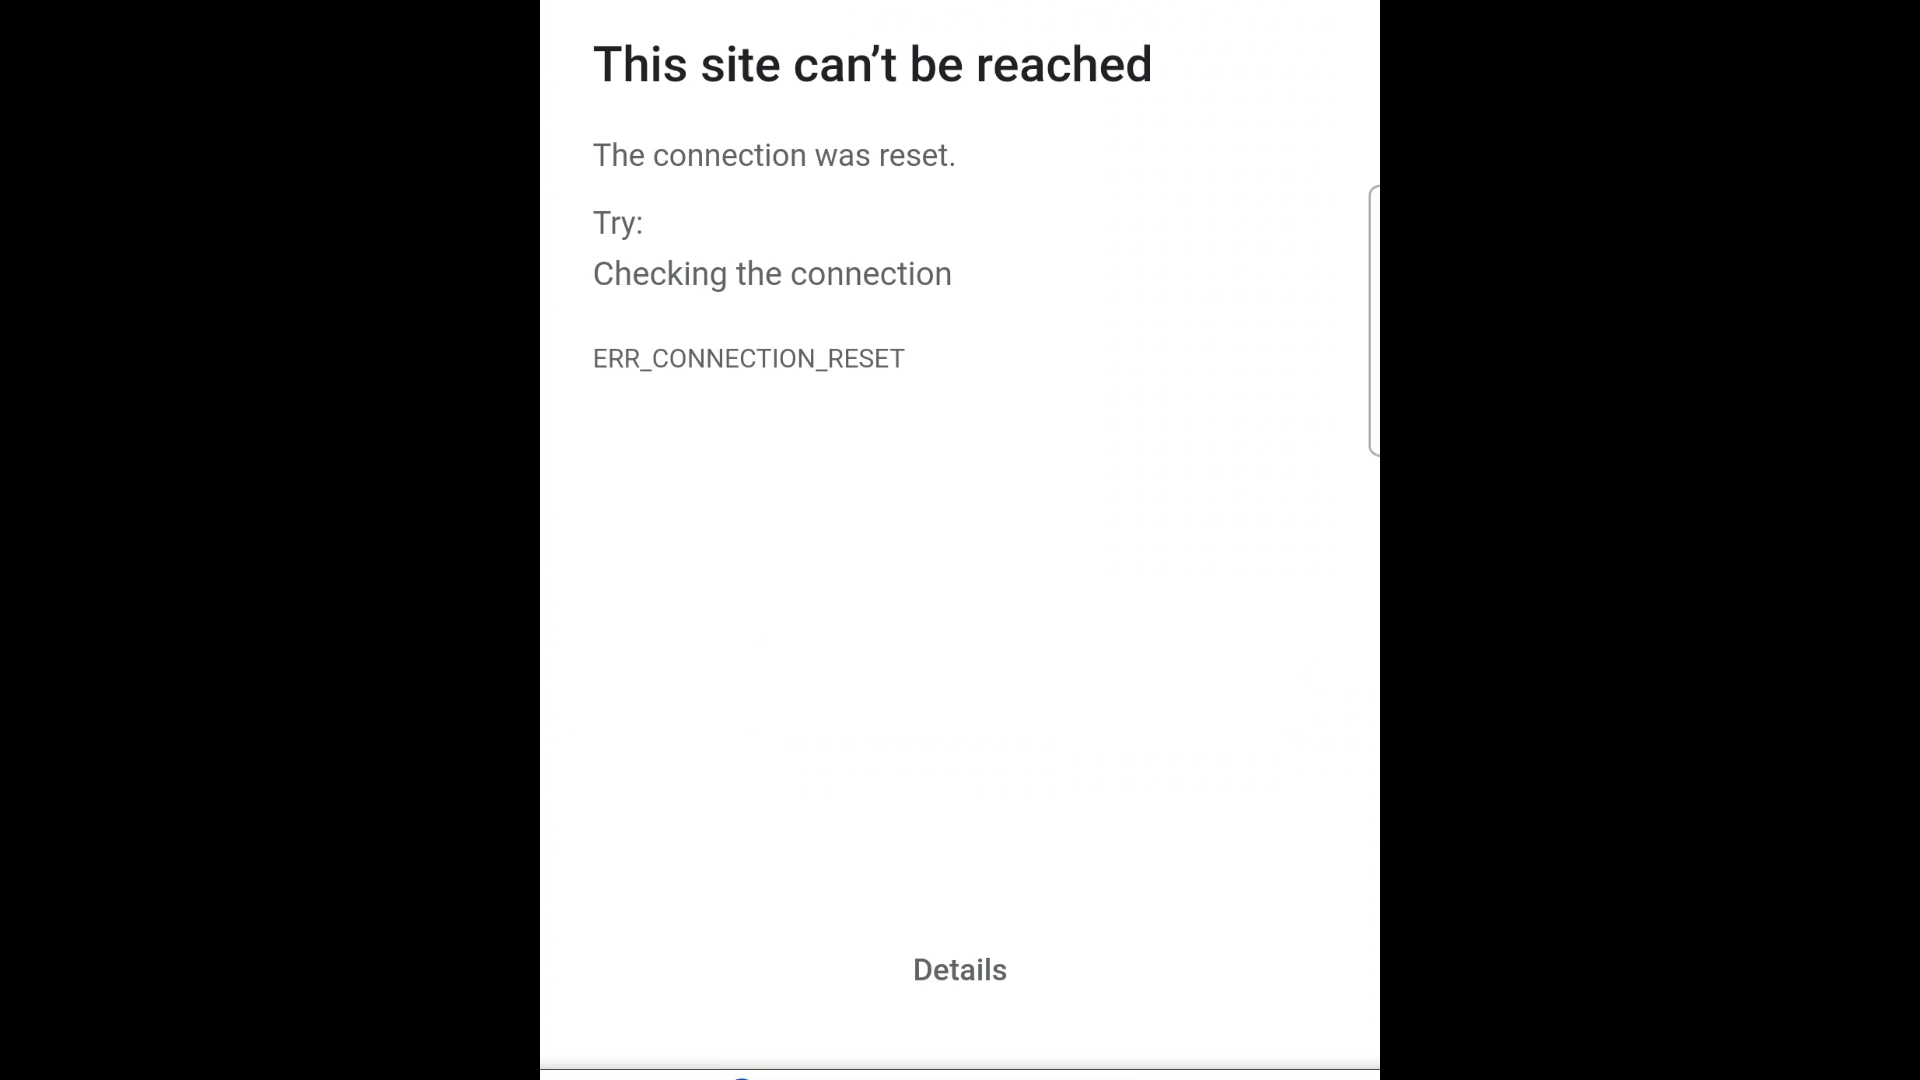 This site can’t be reached
The connection was reset.
Try:
Checking the connection
ERR_CONNECTION_RESET
Details